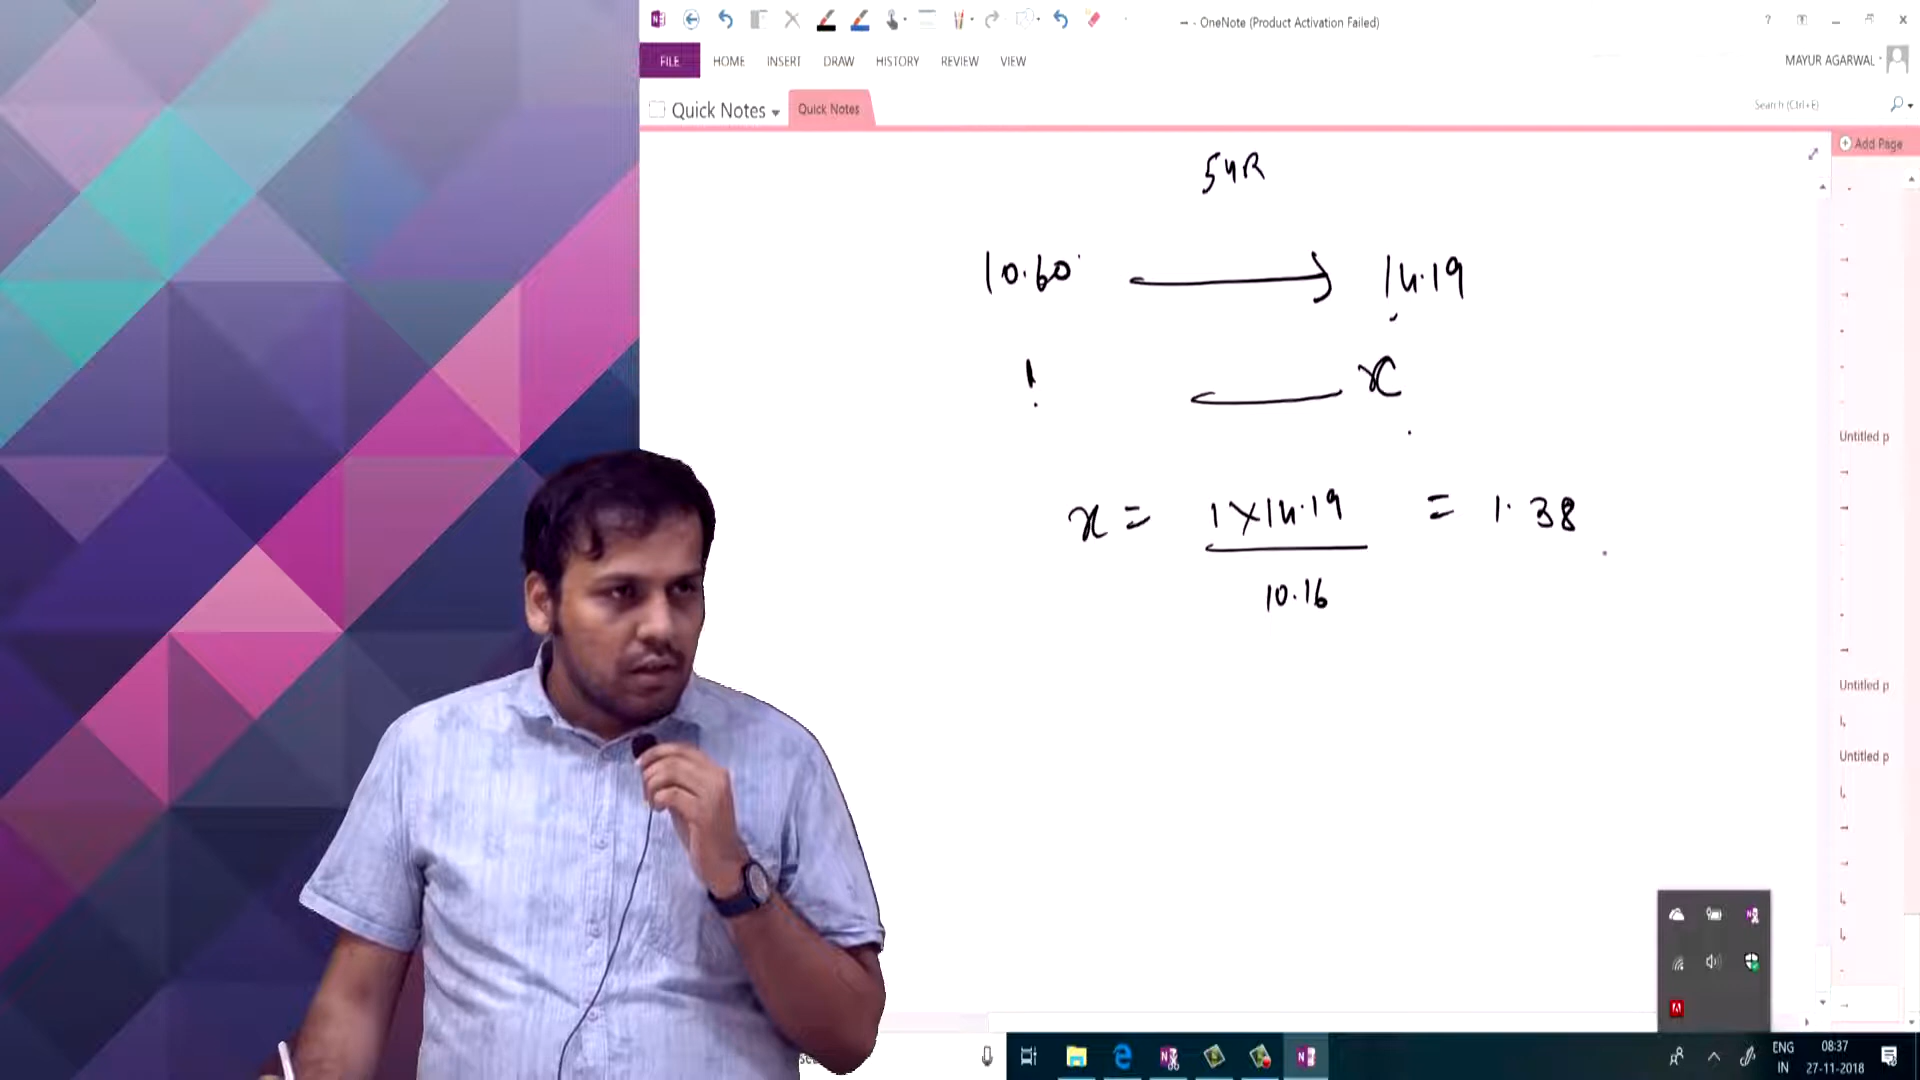 - OneNote (Product Activation Failed)
?
FILE HOME INSERT DRAW HISTORY REVIEW VIEW
MAYUR AGARWAL
Quick Notes
Quick Notes
Search (Ctrl+E)
Add Page
54R
10.60 14.19
1 x
x = 1×14.19 = 1.38
10.16
Untitled p
Untitled p
Untitled p
ENG
IN
08:37
27-11-2018